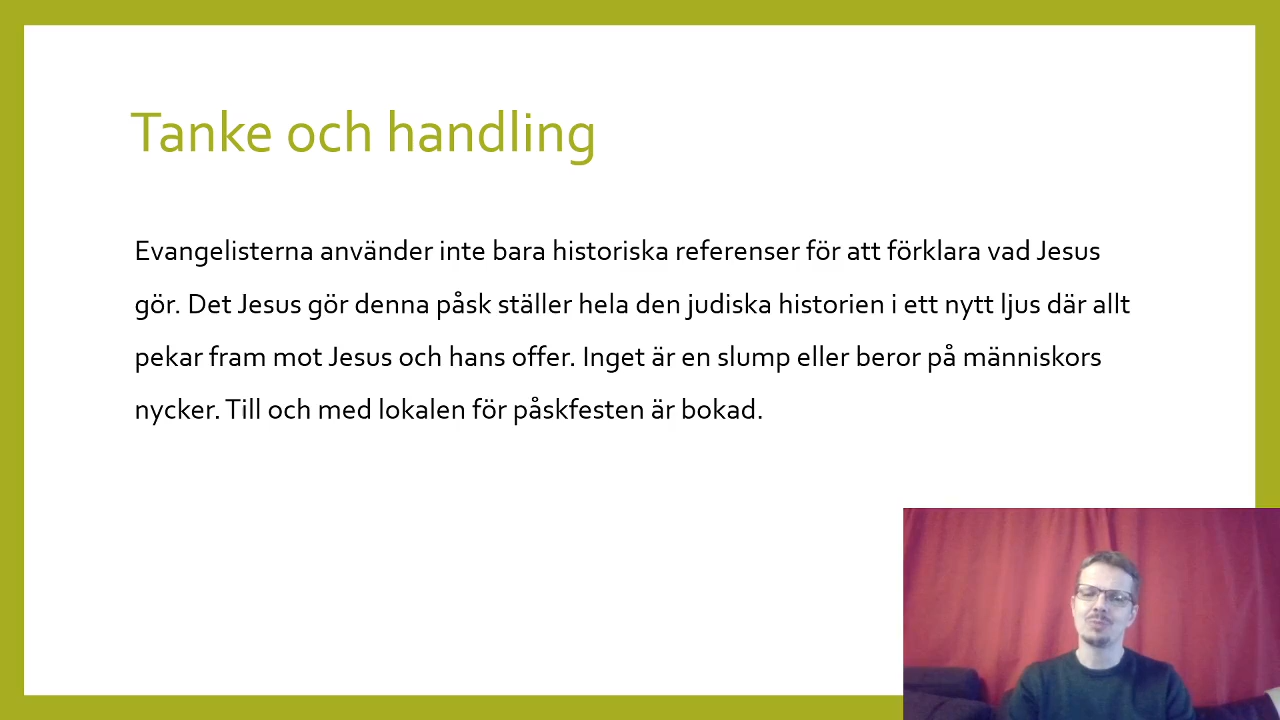 Tanke och handling
Evangelisterna använder inte bara historiska referenser för att förklara vad Jesus
gör. Det Jesus gör denna påsk ställer hela den judiska historien i ett nytt ljus där allt
pekar fram mot Jesus och hans offer. Inget är en slump eller beror på människors
nycker. Till och med lokalen för påskfesten är bokad.